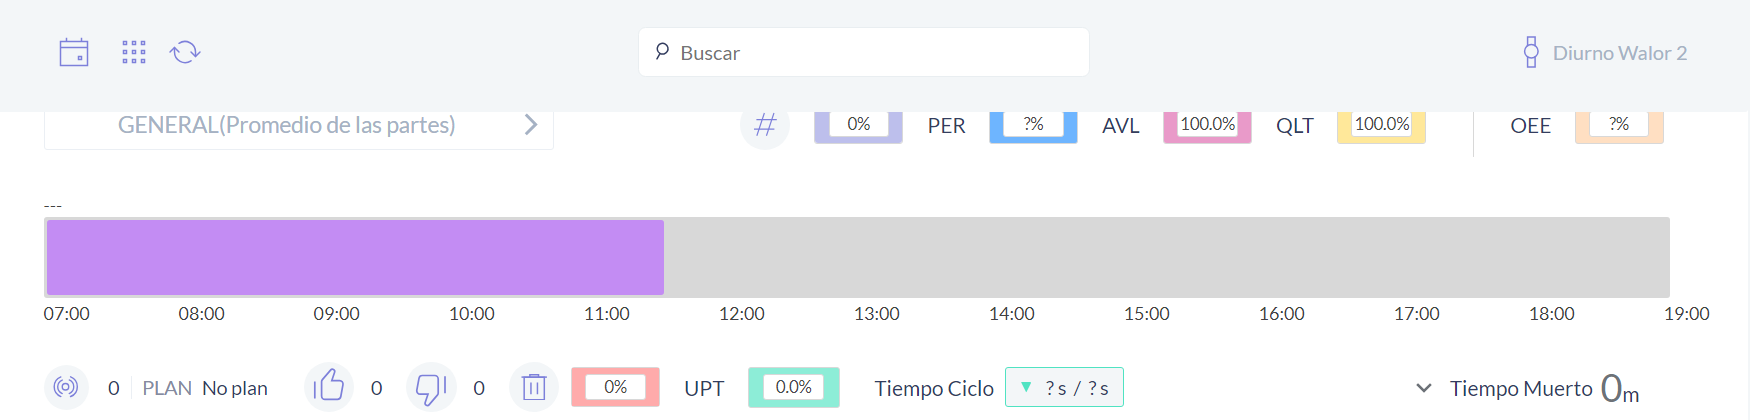 Buscar
Diurno Walor 2
GENERAL(Promedio de las partes)
# 0% PER ?% AVL 100.0% QLT 100.0% OEE ?%
---
07:00 08:00 09:00 10:00 11:00 12:00 13:00 14:00 15:00 16:00 17:00 18:00 19:00
0 PLAN No plan 0 0 0% UPT 0.0% Tiempo Ciclo ▼ ?s / ?s Tiempo Muerto 0m